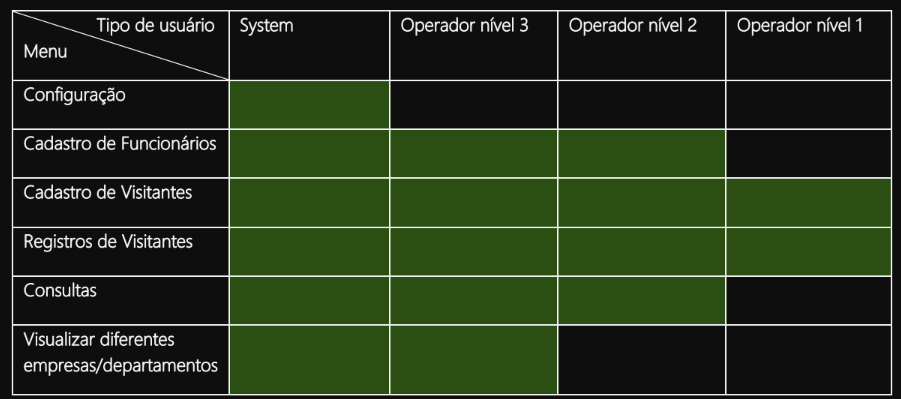 Tipo de usuário
Menu
System
Operador nível 3
Operador nível 2
Operador nível 1
Configuração
Cadastro de Funcionários
Cadastro de Visitantes
Registros de Visitantes
Consultas
Visualizar diferentes
empresas/departamentos